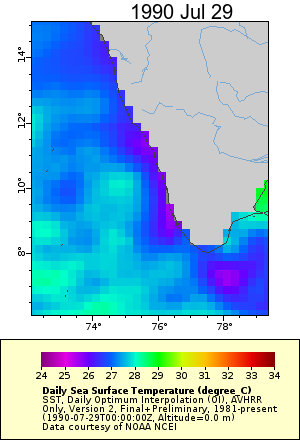 1990 Jul 29
14°
12°
10°
8°
74° 76° 78°
24 25 26 27 28 29 30 31 32 33 34
Daily Sea Surface Temperature (degree_C)
SST, Daily Optimum Interpolation (OI), AVHRR
Only, Version 2, Final+Preliminary, 1981-present
(1990-07-29T00:00:00Z, Altitude=0.0 m)
Data courtesy of NOAA NCEI